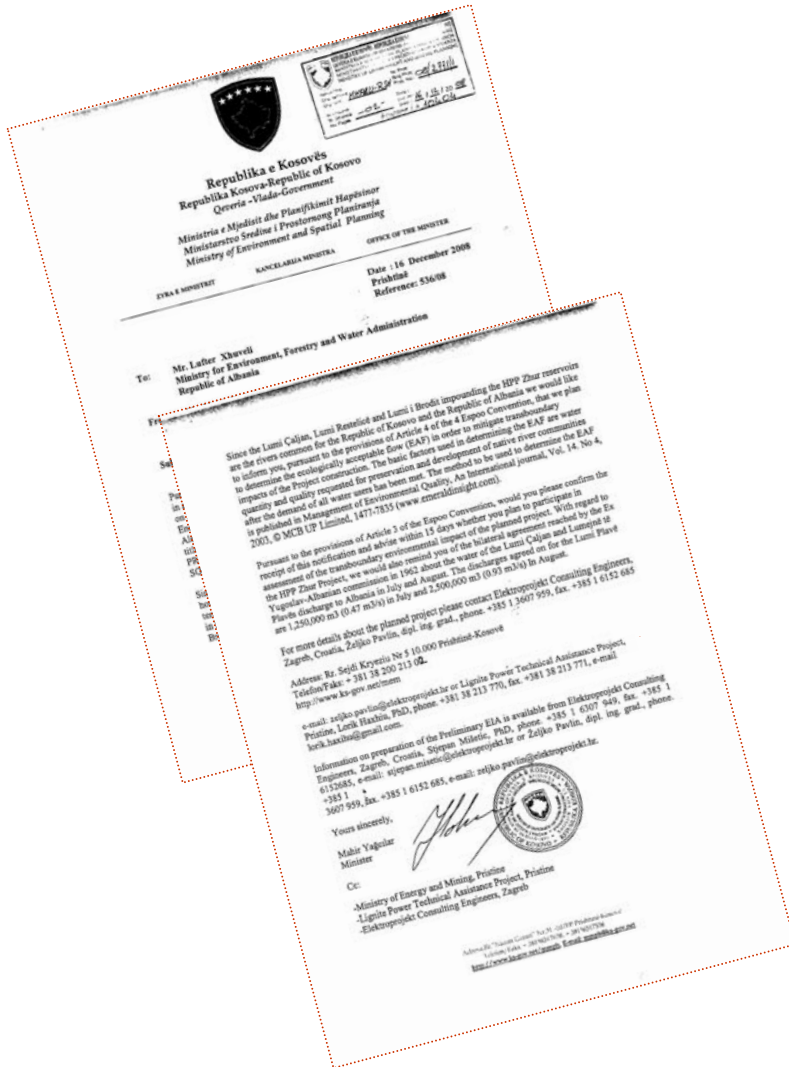 Republika e Kosovës
Republika Kosova-Republic of Kosovo
Qeveria -Vlada-Government
Ministria e Mjedisit dhe Planifikimit Hapësinor
Ministarstvo Sredine i Prostornong Planiranja
Ministry of Environment and Spatial Planning
ZYRA E MINISTRIT KANCELARIJA MINISTRA OFFICE OF THE MINISTER
Date : 16 December 2008
Prishtinë
Reference: 536/08
To: Mr. Lafter Xhuveli
Ministry for Environment, Forestry and Water Administration
Republic of Albania
Since the Lumi Çaljan, Lumi Restelicë and Lumi i Brodit impounding the HPP Zhur reservoirs
are the rivers common for the Republic of Kosovo and the Republic of Albania we would like
to inform you, pursuant to the provisions of Article 4 of the 4 Espoo Convention, that we plan
to determine the ecologically acceptable flow (EAF) in order to mitigate transboundary
impacts of the Project construction. The basic factors used in determining the EAF are water
quantity and quality requested for preservation and development of native river communities
after the demand of all water users has been met. The method to be used to determine the EAF
is published in Management of Environmental Quality, An International journal, Vol. 14. No 4,
2003, © MCB UP Limited, 1477-7835 (www.emeraldinsight.com).
Pursuant to the provisions of Article 3 of the Espoo Convention, would you please confirm the
receipt of this notification and advise within 15 days whether you plan to participate in
assessment of the transboundary environmental impact of the planned project. With regard to
the HPP Zhur Project, we would also remind you of the bilateral agreement reached by the Ex
Yugoslav-Albanian commission in 1962 about the water of the Lumi Çaljan and Lumejnd të
Plavës discharge to Albania in July and August. The discharges agreed on for the Lumi Plavë
are 1,250,000 m3 (0.47 m3/s) in July and 2,500,000 m3 (0.93 m3/s) In August.
For more details about the planned project please contact Elektroprojekt Consulting Engineers,
Zagreb, Croatia, Željko Pavlin, dipl. ing. grad., phone. +385 1 3607 959, fax. +385 1 6152 685
Address: Rr. Sejdi Kryeziu Nr 5 10.000 Prishtinë-Kosovë
Telefon/Faks: + 381 38 200 213 02.
http://www.ks-gov.net/mem
e-mail: zeljko.pavlin@elektroprojekt.hr or Lignite Power Technical Assistance Project,
Pristine, Lorik Haxhiu, PhD, phone. +381 38 213 770, fax. +381 38 213 771, e-mail
lorik.haxihu@gmail.com.
Information on preparation of the Preliminary EIA is available from Elektroprojekt Consulting
Engineers, Zagreb, Croatia, Stjepan Miletic, PhD, phone. +385 1 6307 949, fax. +385 1
6152685, e-mail: stjepan.misetic@elektroprojekt.hr or Željko Pavlin, dipl. ing. grad., phone.
+385 1
3607 959, fax. +385 1 6152 685, e-mail: zeljko.pavlin@elektroprojekt.hr.
Yours sincerely,
Mahir Yağcılar
Minister
Cc:
-Ministry of Energy and Mining, Pristine
-Lignite Power Technical Assistance Project, Pristine
-Elektroprojekt Consulting Engineers, Zagreb